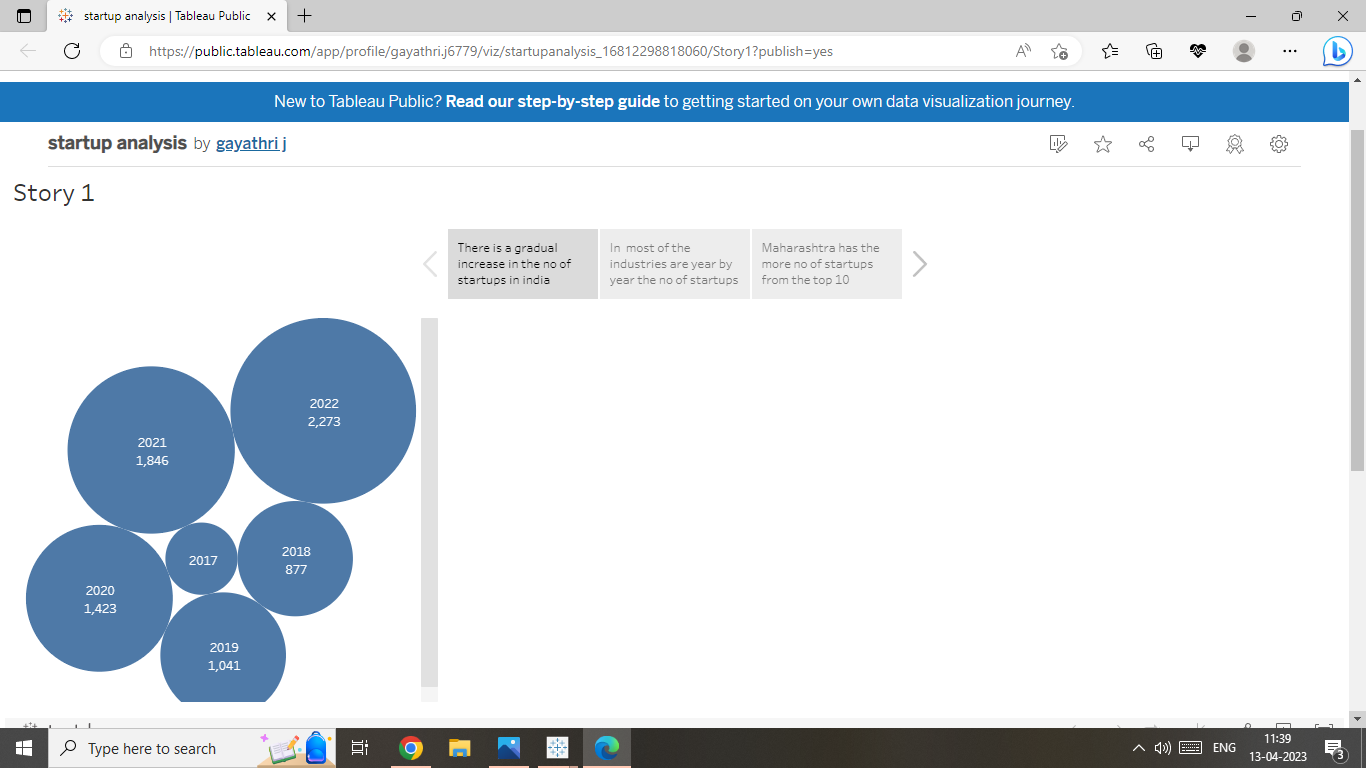 startup analysis | Tableau Public
https://public.tableau.com/app/profile/gayathri.j6779/viz/startupanalysis_16812298818060/Story1?publish=yes
New to Tableau Public? Read our step-by-step guide to getting started on your own data visualization journey.
startup analysis by gayathri j
Story 1
There is a gradual
increase in the no of
startups in india
In most of the
industries are year by
year the no of startups
Maharashtra has the
more no of startups
from the top 10
2022
2,273
2021
1,846
2018
877
2017
2020
1,423
2019
1,041
Type here to search
ENG
11:39
13-04-2023
3